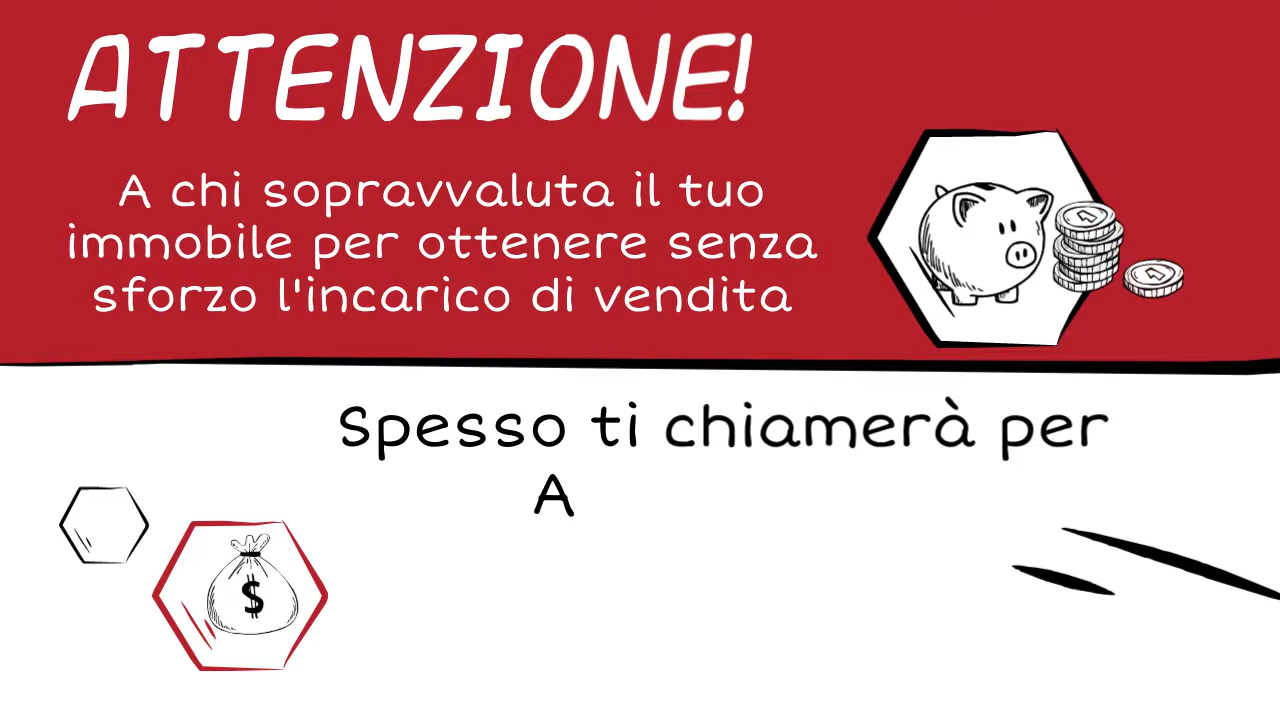 ATTENZIONE!
A chi sopravvaluta il tuo
immobile per ottenere senza
sforzo l'incarico di vendita
Spesso ti chiamerà per
A
$